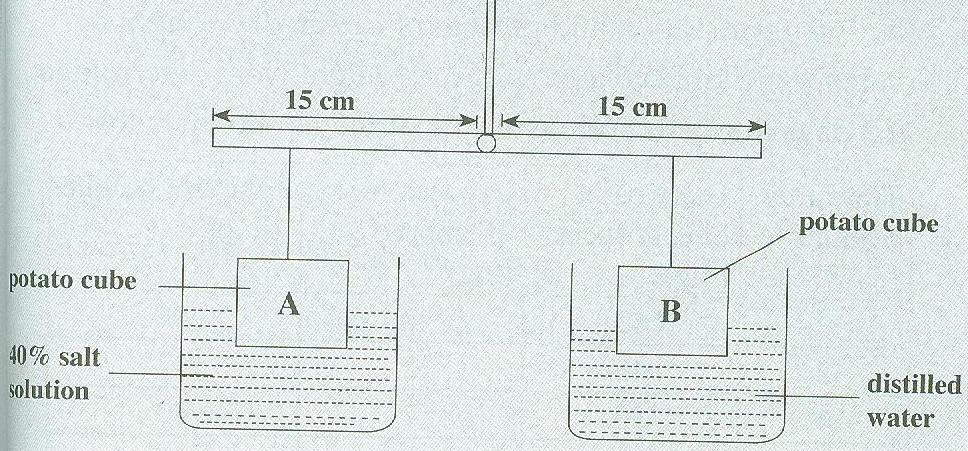 15 cm
15 cm
potato cube
potato cube
A
B
40% salt
solution
distilled
water